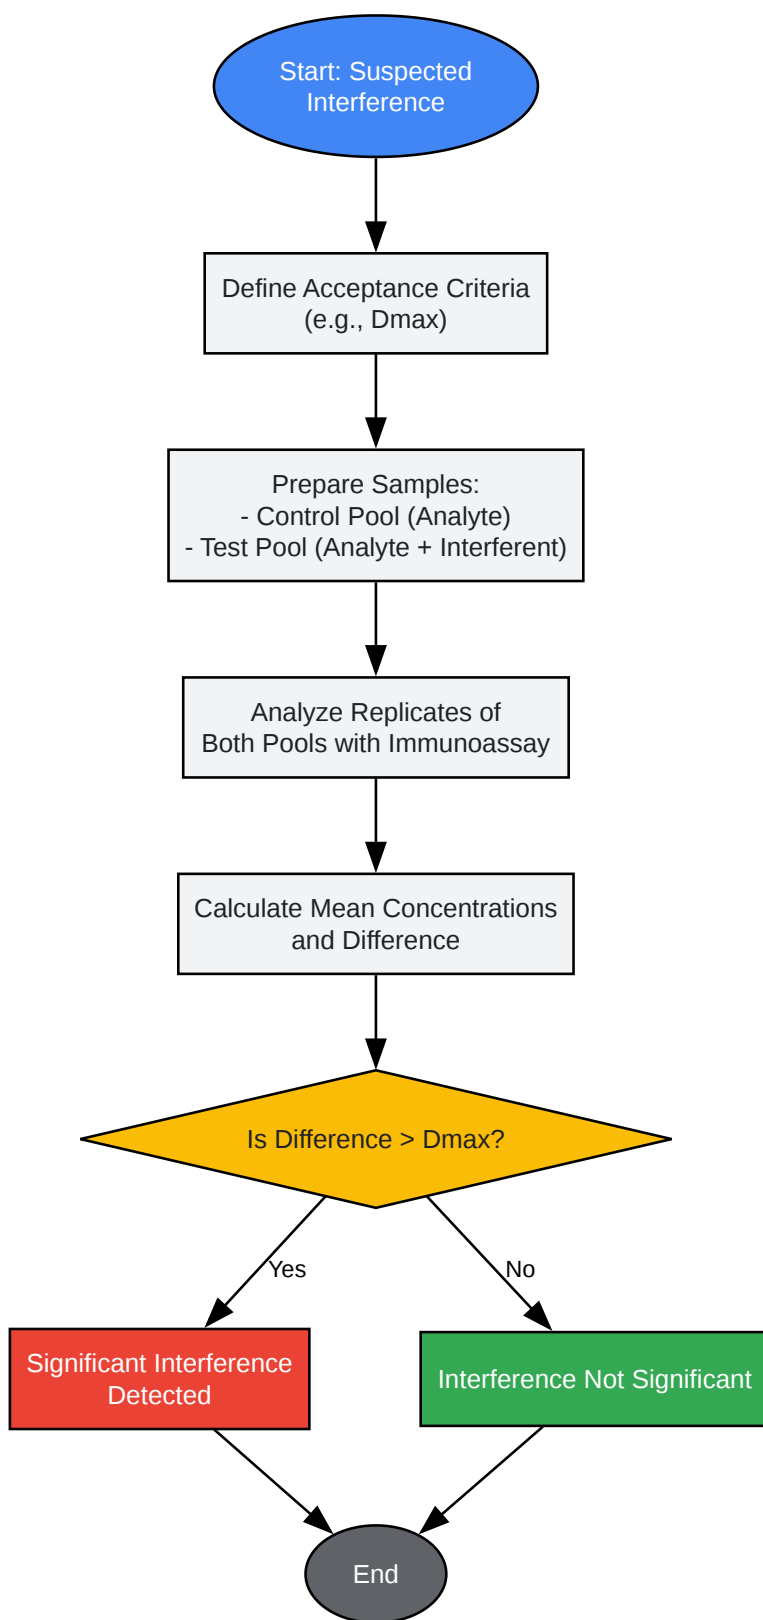 Start: Suspected
Interference
Define Acceptance Criteria
(e.g., Dmax)
Prepare Samples:
- Control Pool (Analyte)
- Test Pool (Analyte + Interferent)
Analyze Replicates of
Both Pools with Immunoassay
Calculate Mean Concentrations
and Difference
Is Difference > Dmax?
Yes
No
Significant Interference
Detected
Interference Not Significant
End